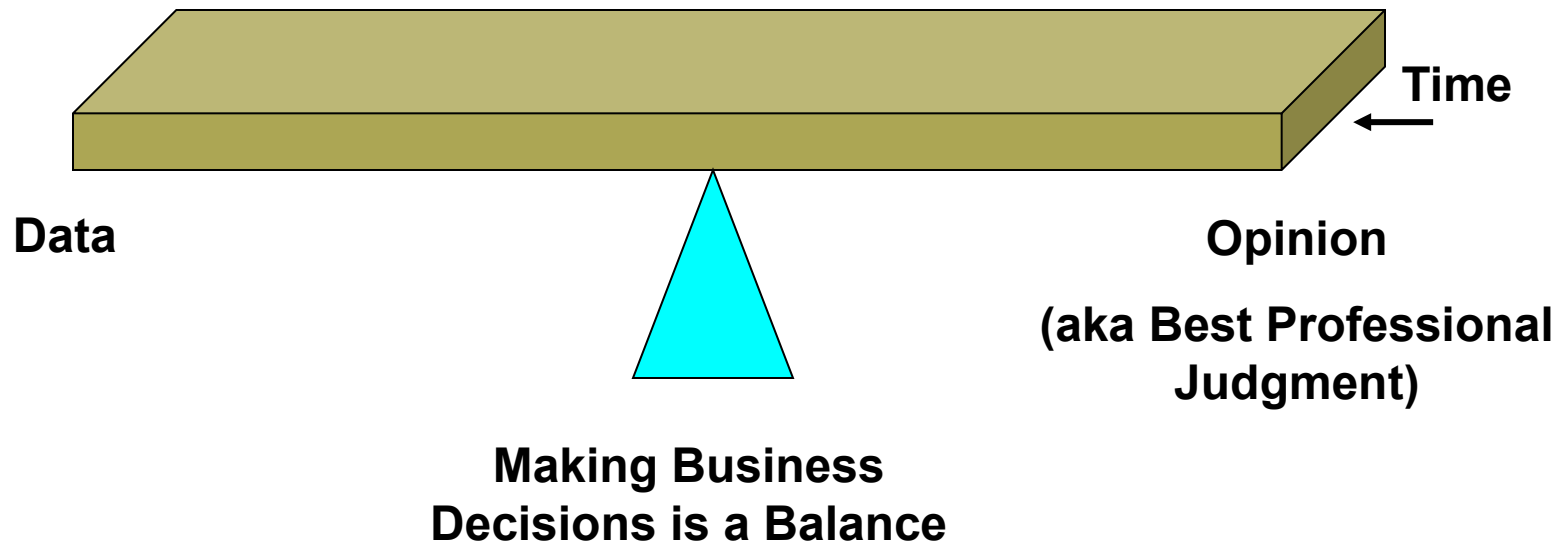 Time
Data
Opinion
(aka Best Professional
Judgment)
Making Business
Decisions is a Balance